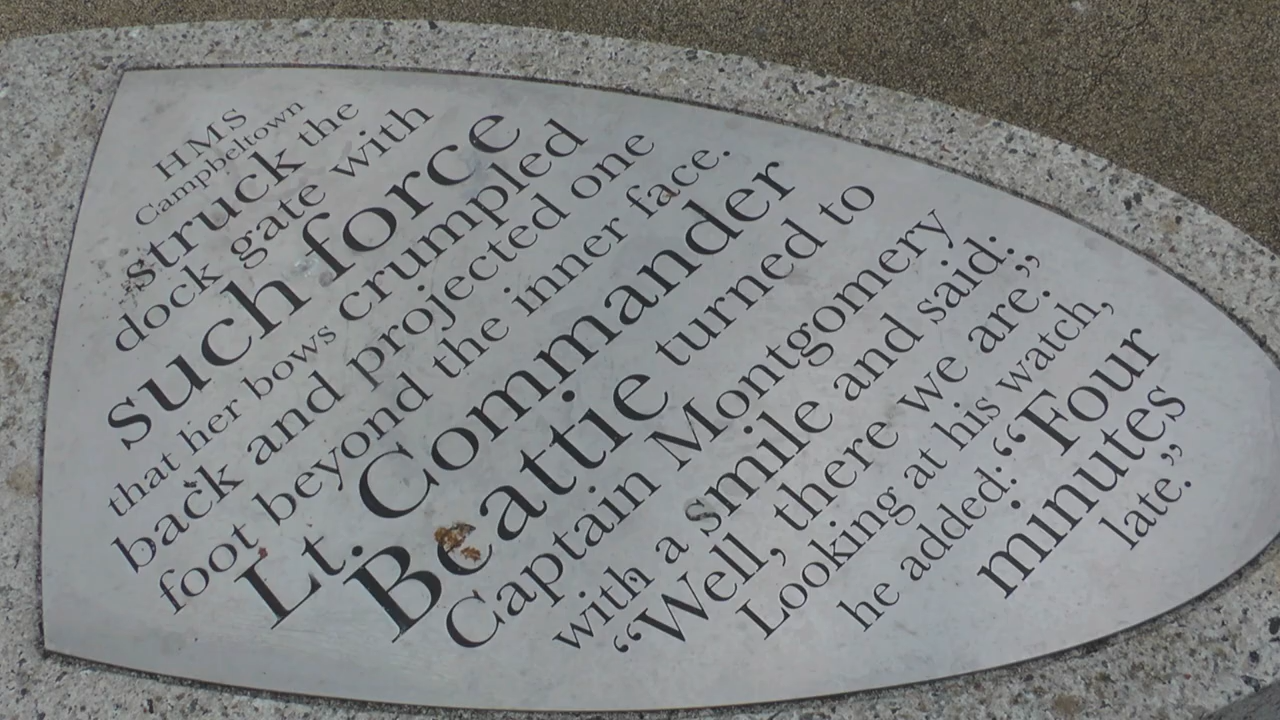 HMS
Campbeltown
struck the
dock gate with
such force
that her bows crumpled
back and projected one
foot beyond the inner face.
Lt. Commander
Beattie turned to
Captain Montgomery
with a smile and said:
“Well, there we are.”
Looking at his watch,
he added: “Four
minutes
late.”